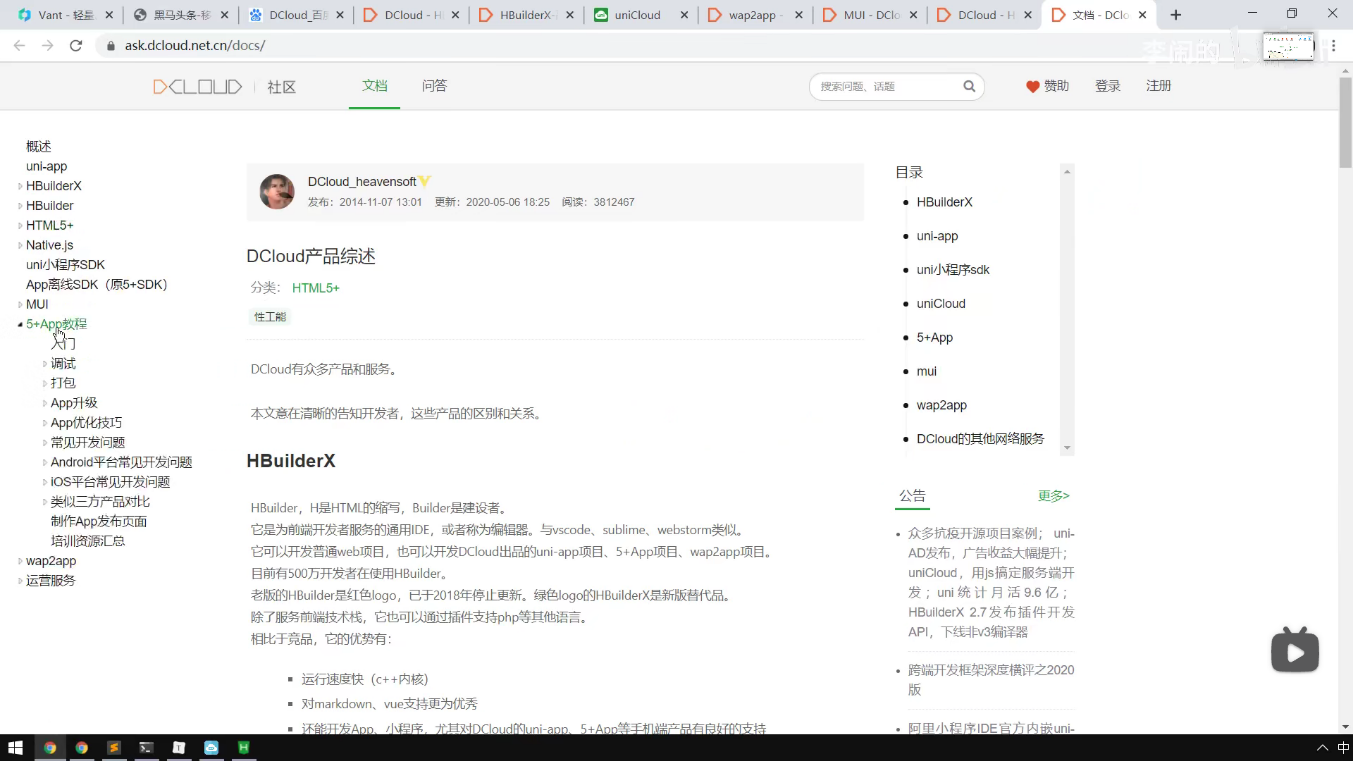 Vant - 轻量
黑马头条-移
DCloud_百度
DCloud - H
HBuilderX-
uniCloud
wap2app -
MUI - DClo
DCloud - H
文档 - DClo
ask.dcloud.net.cn/docs/
李闹的
DCLOUD 社区
文档
问答
搜索问题、话题
赞助
登录
注册
概述
uni-app
HBuilderX
HBuilder
HTML5+
Native.js
uni小程序SDK
App离线SDK（原5+SDK）
MUI
5+App教程
入门
调试
打包
App升级
App优化技巧
常见开发问题
Android平台常见开发问题
iOS平台常见开发问题
类似三方产品对比
制作App发布页面
培训资源汇总
wap2app
运营服务
DCloud_heavensoft
发布：2014-11-07 13:01 更新：2020-05-06 18:25 阅读：3812467
DCloud产品综述
分类： HTML5+
性工能
DCloud有众多产品和服务。
本文意在清晰的告知开发者，这些产品的区别和关系。
HBuilderX
HBuilder，H是HTML的缩写，Builder是建设者。
它是为前端开发者服务的通用IDE，或者称为编辑器。与vscode、sublime、webstorm类似。
它可以开发普通web项目，也可以开发DCloud出品的uni-app项目、5+App项目、wap2app项目。
目前有500万开发者在使用HBuilder。
老版的HBuilder是红色logo，已于2018年停止更新。绿色logo的HBuilderX是新版替代品。
除了服务前端技术栈，它也可以通过插件支持php等其他语言。
相比于竞品，它的优势有：
运行速度快（c++内核）
对markdown、vue支持更为优秀
还能开发App、小程序，尤其对DCloud的uni-app、5+App等手机端产品有良好的支持
目录
HBuilderX
uni-app
uni小程序sdk
uniCloud
5+App
mui
wap2app
DCloud的其他网络服务
公告
更多>
众多抗疫开源项目案例； uni-
AD发布，广告收益大幅提升；
uniCloud，用js搞定服务端开
发；uni统计月活9.6亿；
HBuilderX 2.7发布插件开发
API，下线非v3编译器
跨端开发框架深度横评之2020
版
阿里小程序IDE官方内嵌uni-
中